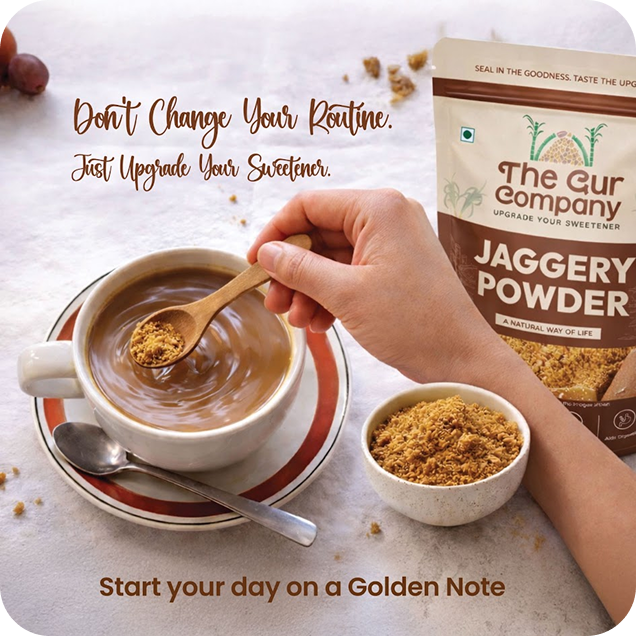 Don't Change Your Routine.
Just Upgrade Your Sweetener.
SEAL IN THE GOODNESS. TASTE THE
The Gur
Company
UPGRADE YOUR SWEETENER
JAGGERY
POWDER
A NATURAL WAY OF LIFE
Start your day on a Golden Note